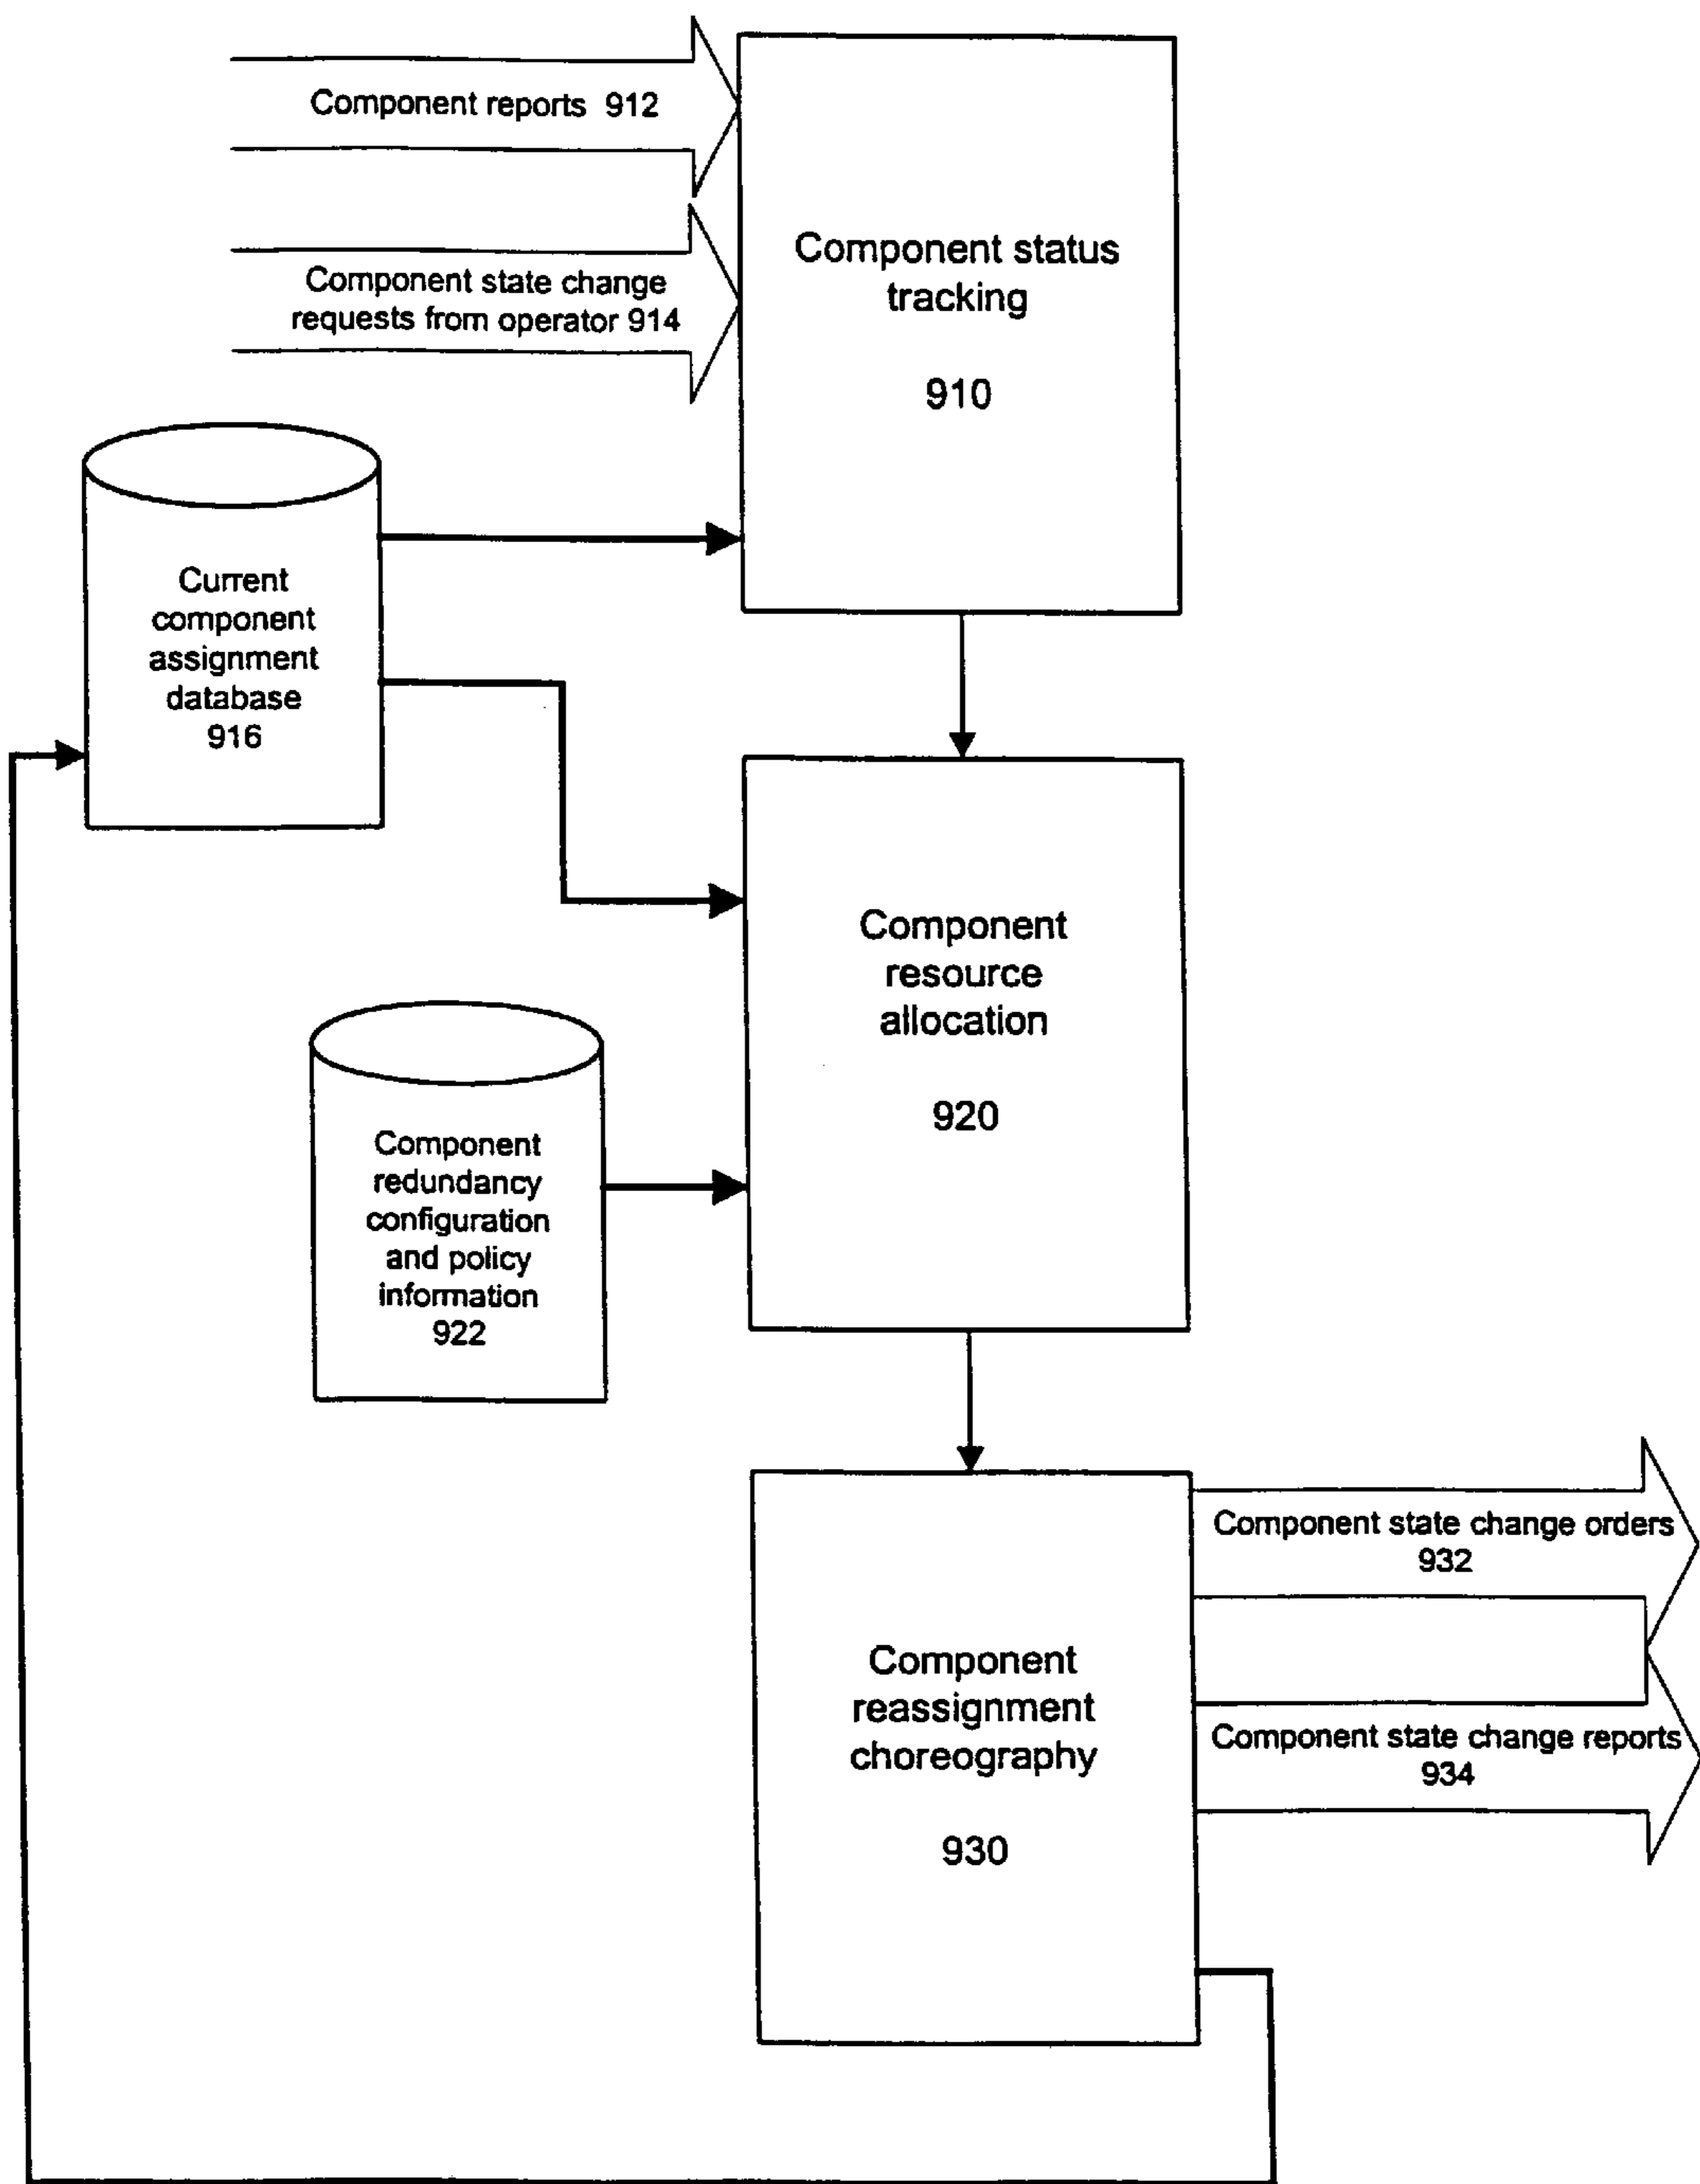 Component reports 912
Component state change
requests from operator 914
Component status
tracking
910
Current
component
assignment
database
916
Component
resource
allocation
920
Component
redundancy
configuration
and policy
information
922
Component state change orders
932
Component
reassignment
choreography
930
Component state change reports
934